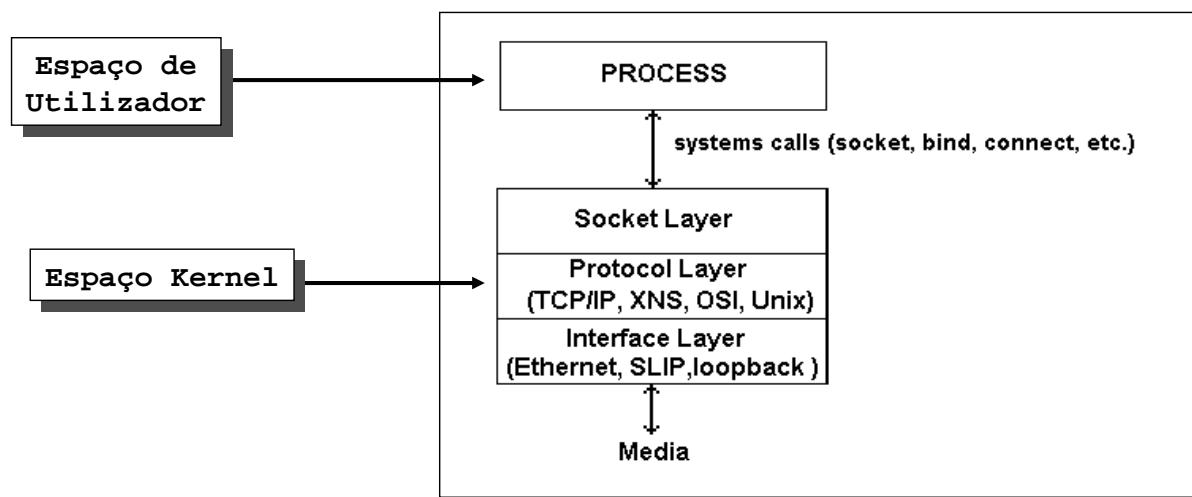 Espaço de
Utilizador
PROCESS
systems calls (socket, bind, connect, etc.)
Socket Layer
Espaço Kernel
Protocol Layer
(TCP/IP, XNS, OSI, Unix)
Interface Layer
(Ethernet, SLIP,loopback )
Media